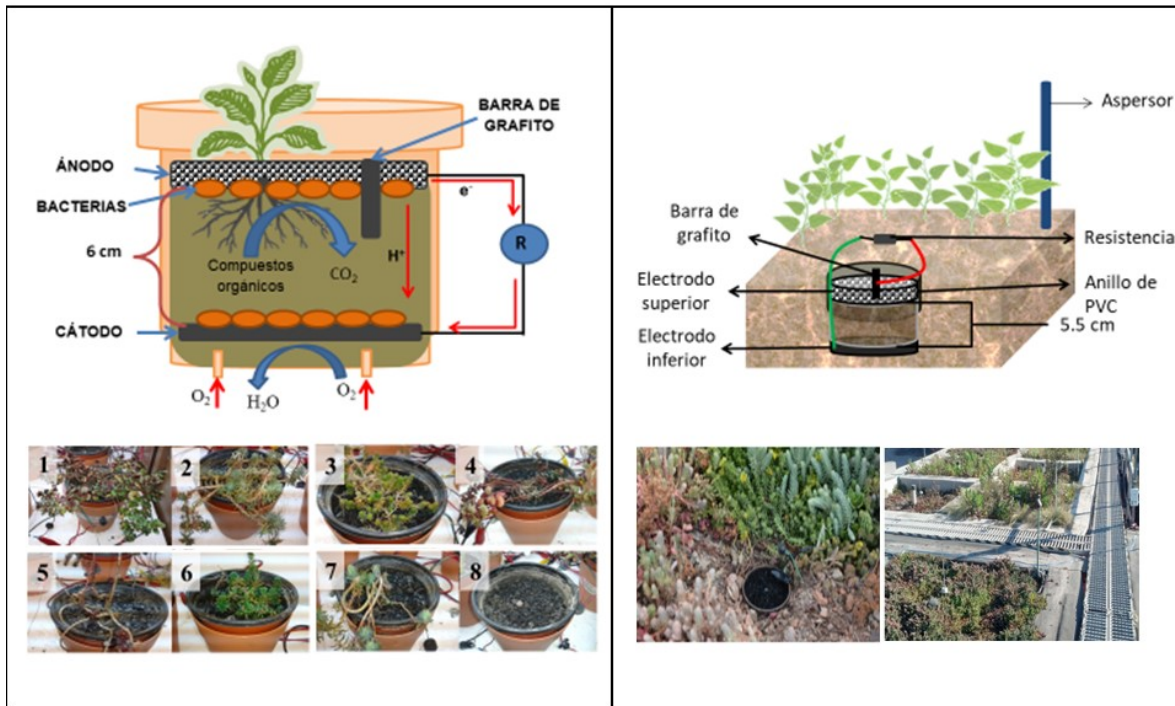 BARRA DE
GRAFITO
ÁNODO
BACTERIAS
6 cm
e-
R
H+
Compuestos
orgánicos
CO2
CÁTODO
O2
H2O
O2
1
2
3
4
5
6
7
8
Aspersor
Barra de
grafito
Resistencia
Electrodo
superior
Anillo de
PVC
5.5 cm
Electrodo
inferior